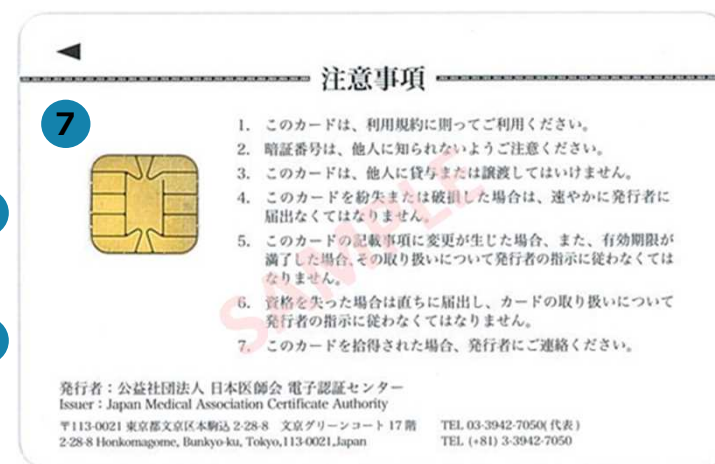 注意事項
7
1. このカードは、利用規約に則ってご利用ください。
2. 暗証番号は、他人に知られないようご注意ください。
3. このカードは、他人に貸与または譲渡してはいけません。
4. このカードを紛失または破損した場合は、速やかに発行者に
届出なくてはなりません。
5. このカードの記載事項に変更が生じた場合、また、有効期限が
満了した場合、その取り扱いについて発行者の指示に従わなくては
なりません。
6. 資格を失った場合は直ちに届出し、カードの取り扱いについて
発行者の指示に従わなくてはなりません。
7. このカードを拾得された場合、発行者にご連絡ください。
SAMPLE
発行者：公益社団法人 日本医師会 電子認証センター
Issuer : Japan Medical Association Certificate Authority
〒113-0021 東京都文京区本駒込 2-28-8 文京グリーンコート 17 階 TEL 03-3942-7050( 代表 )
2-28-8 Honkomagome, Bunkyo-ku, Tokyo,113-0021,Japan TEL (+81) 3-3942-7050